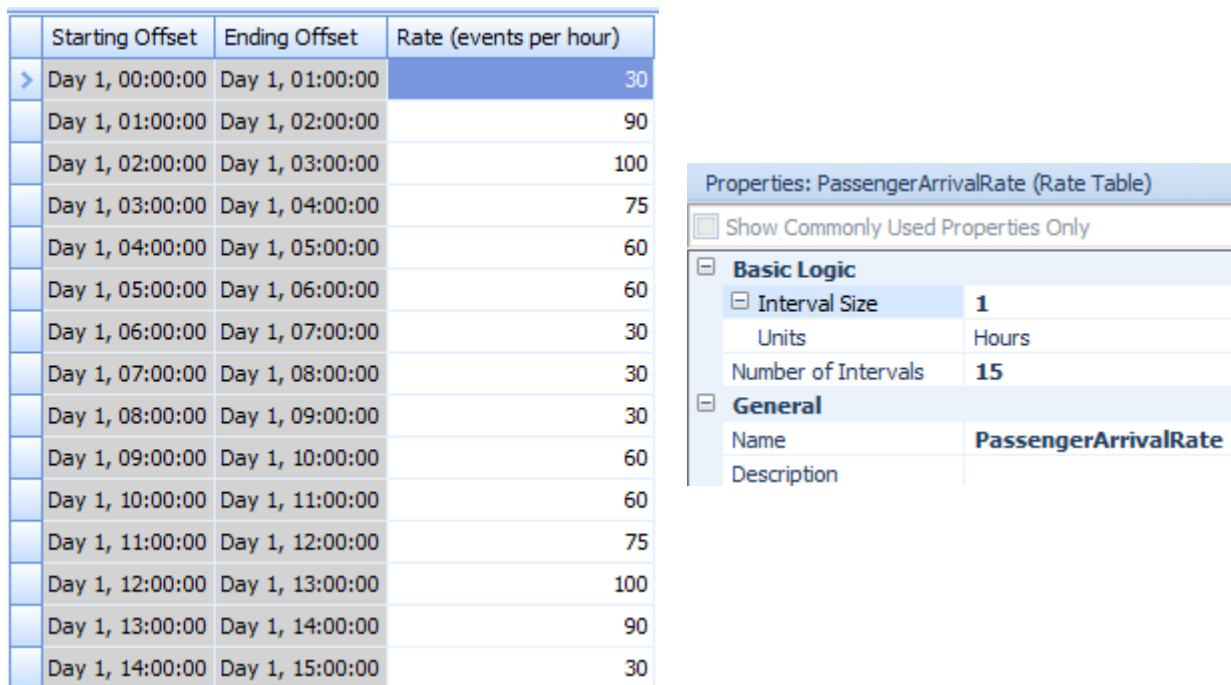 Starting Offset Ending Offset Rate (events per hour)
Day 1, 00:00:00 Day 1, 01:00:00 30
Day 1, 01:00:00 Day 1, 02:00:00 90
Day 1, 02:00:00 Day 1, 03:00:00 100
Day 1, 03:00:00 Day 1, 04:00:00 75
Day 1, 04:00:00 Day 1, 05:00:00 60
Day 1, 05:00:00 Day 1, 06:00:00 60
Day 1, 06:00:00 Day 1, 07:00:00 30
Day 1, 07:00:00 Day 1, 08:00:00 30
Day 1, 08:00:00 Day 1, 09:00:00 30
Day 1, 09:00:00 Day 1, 10:00:00 60
Day 1, 10:00:00 Day 1, 11:00:00 60
Day 1, 11:00:00 Day 1, 12:00:00 75
Day 1, 12:00:00 Day 1, 13:00:00 100
Day 1, 13:00:00 Day 1, 14:00:00 90
Day 1, 14:00:00 Day 1, 15:00:00 30
Properties: PassengerArrivalRate (Rate Table)
Show Commonly Used Properties Only
Basic Logic
Interval Size 1
Units Hours
Number of Intervals 15
General
Name PassengerArrivalRate
Description